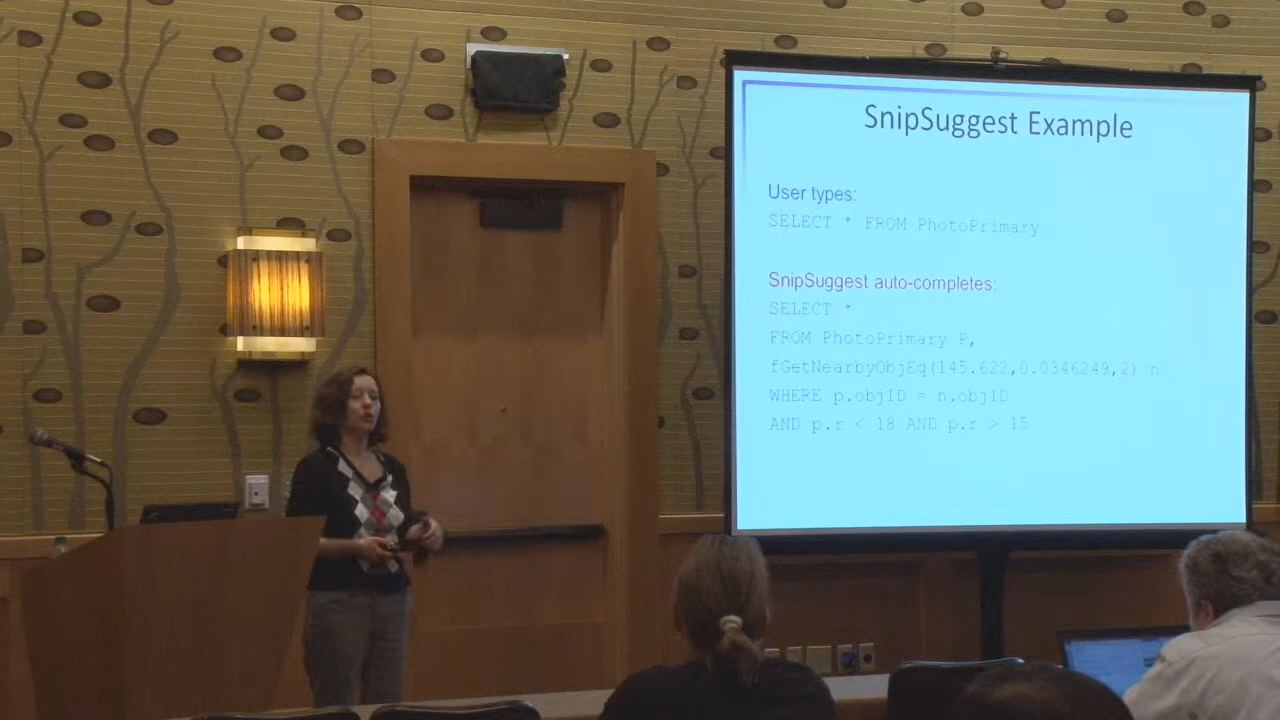 SnipSuggest Example
User types:
SELECT * FROM PhotoPrimary
SnipSuggest auto-completes:
SELECT *
FROM PhotoPrimary P,
fGetNearbyObjEq(145.622,0.0346249,2) n
WHERE p.objID = n.objID
AND p.r < 18 AND p.r > 15